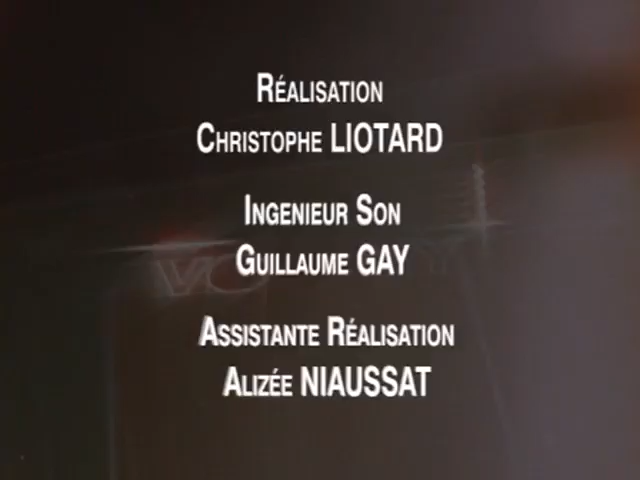 Réalisation
Christophe LIOTARD
Ingenieur Son
Guillaume GAY
Assistante Réalisation
Alizée NIAUSSAT